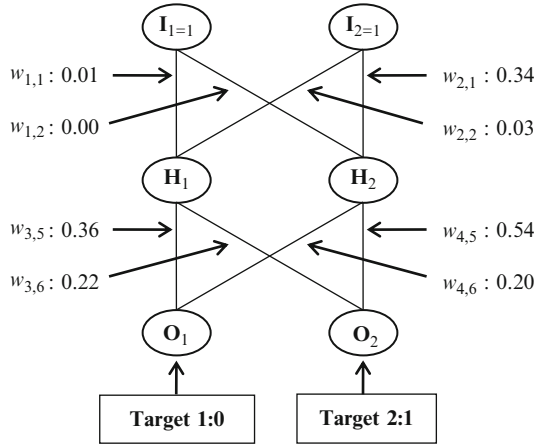 I1=1 I2=1
w1,1 : 0.01 w2,1 : 0.34
w1,2 : 0.00 w2,2 : 0.03
H1 H2
w3,5 : 0.36 w4,5 : 0.54
w3,6 : 0.22 w4,6 : 0.20
O1 O2
Target 1:0 Target 2:1